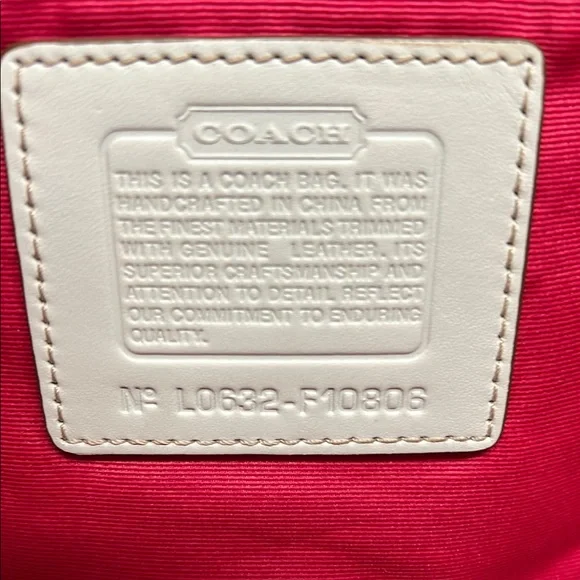 COACH
THIS IS A COACH BAG. IT WAS
HANDCRAFTED IN CHINA FROM
THE FINEST MATERIALS TRIMMED
WITH GENUINE LEATHER. ITS
SUPERIOR CRAFTSMANSHIP AND
ATTENTION TO DETAIL REFLECT
OUR COMMITMENT TO ENDURING
QUALITY.
Nº L0632-F10806